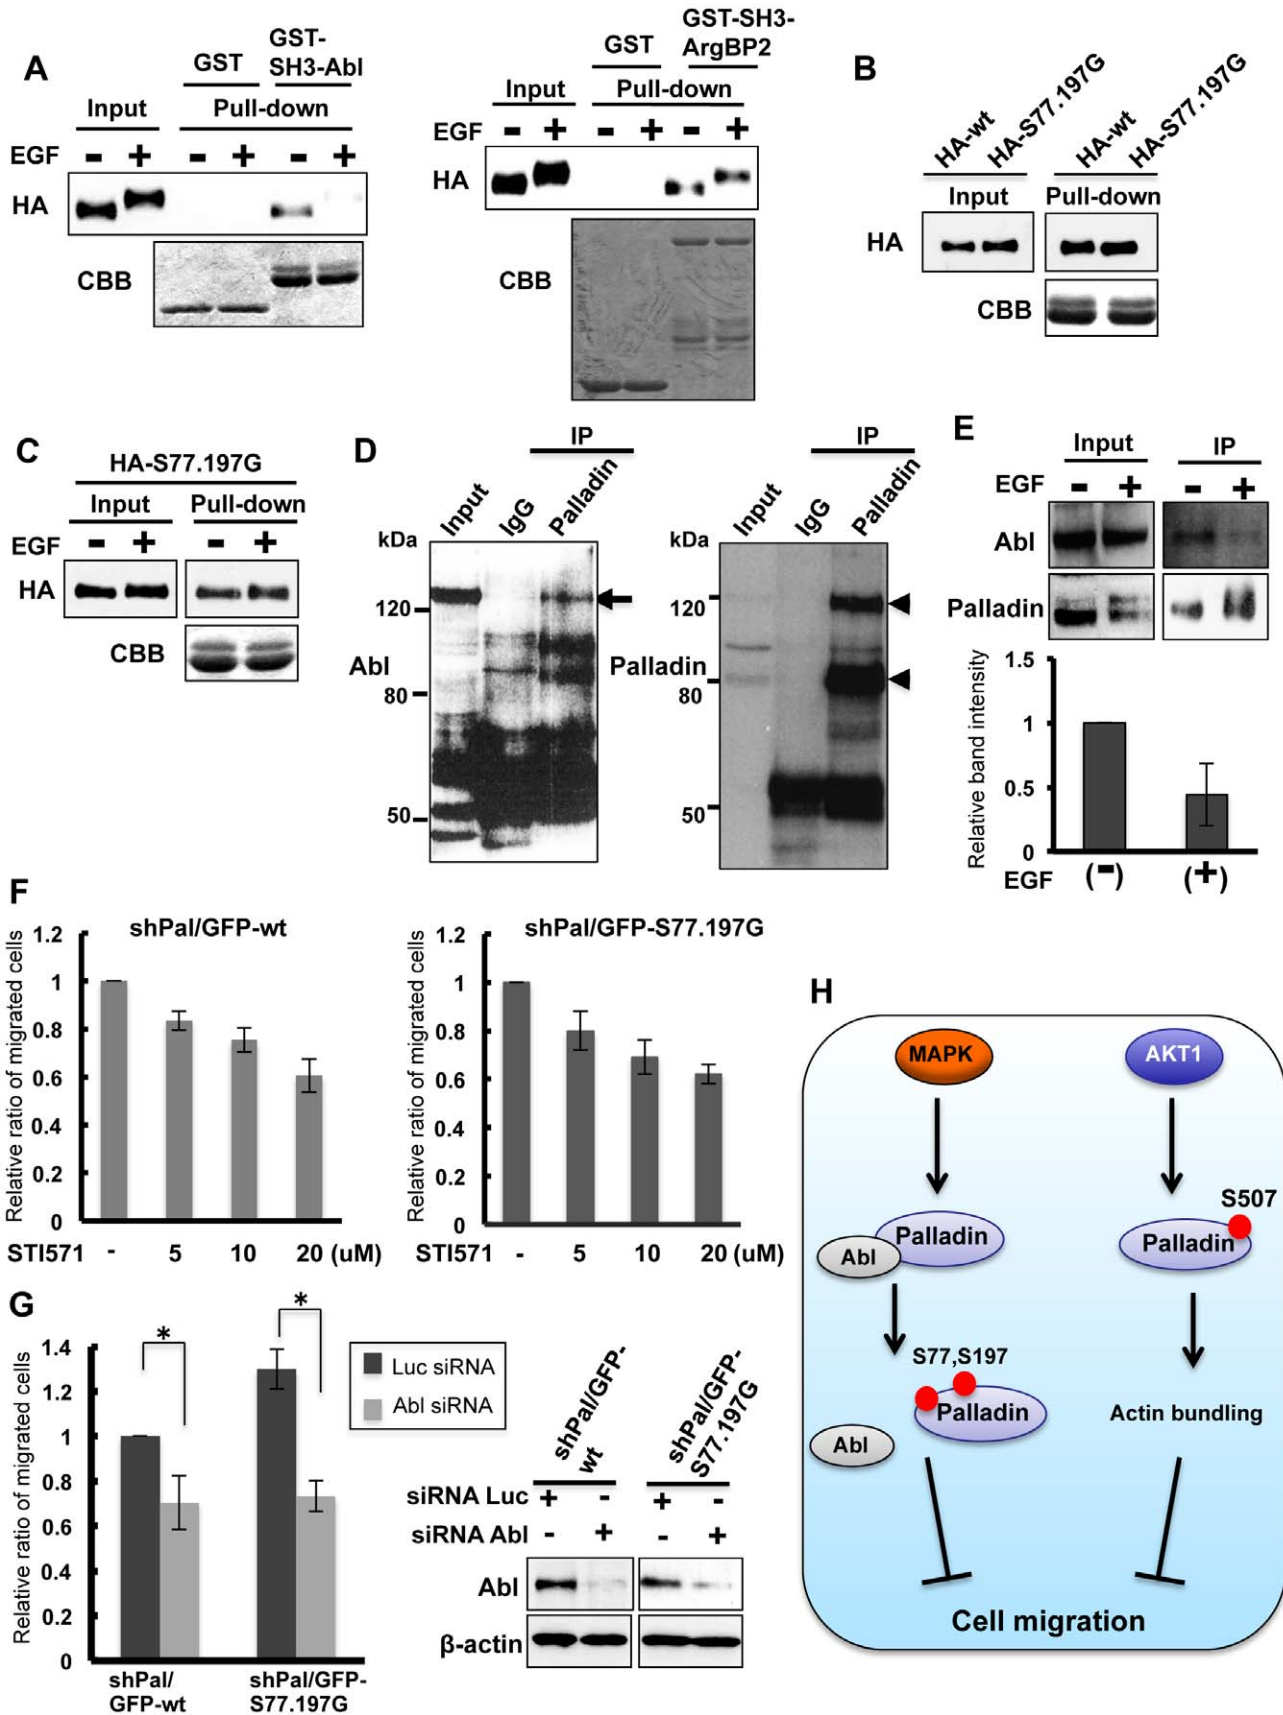 A
GST
GST-
SH3-Abl
Input
Pull-down
EGF - + - + - +
HA
CBB
GST
GST-SH3-
ArgBP2
Input
Pull-down
EGF - + - + - +
HA
CBB
B
HA-wt
HA-S77.197G
HA-wt
HA-S77.197G
Input
Pull-down
HA
CBB
C
HA-S77.197G
Input
Pull-down
EGF - + - +
HA
CBB
D
IP
Input
IgG
Palladin
kDa
120
Abl
80
50
IP
Input
IgG
Palladin
kDa
120
Palladin
80
50
E
Input
IP
EGF - + - +
Abl
Palladin
Relative band intensity
1.5
1
0.5
0
EGF (-) (+)
F
shPal/GFP-wt
Relative ratio of migrated cells
1.2
1
0.8
0.6
0.4
0.2
0
STI571 - 5 10 20 (uM)
shPal/GFP-S77.197G
Relative ratio of migrated cells
1.2
1
0.8
0.6
0.4
0.2
0
STI571 - 5 10 20 (uM)
G
Relative ratio of migrated cells
1.4
1.2
1
0.8
0.6
0.4
0.2
0
*
*
Luc siRNA
Abl siRNA
shPal/
GFP-wt
shPal/GFP-
S77.197G
shPal/GFP-
wt
shPal/GFP-
S77.197G
siRNA Luc + - + -
siRNA Abl - + - +
Abl
β-actin
H
MAPK
AKT1
S507
Palladin
Abl
Palladin
S77,S197
Palladin
Abl
Actin bundling
Cell migration